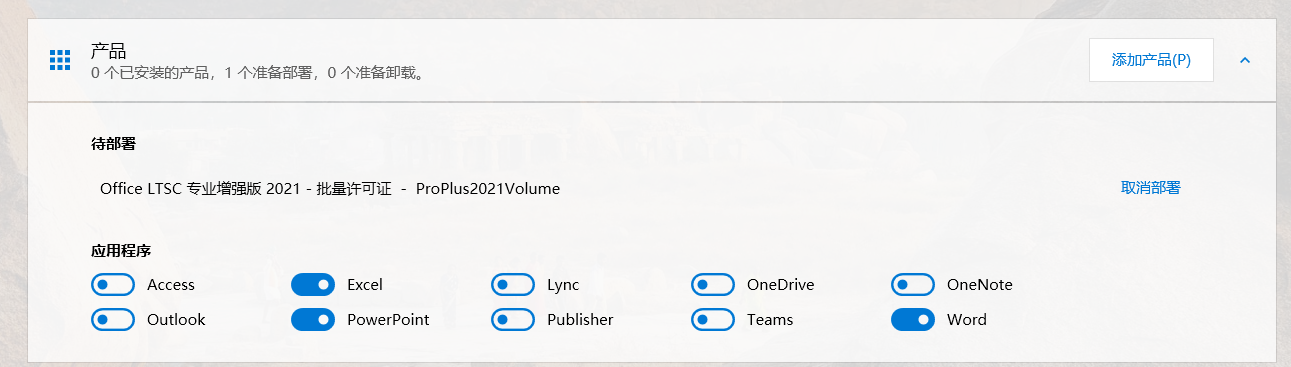 产品
0 个已安装的产品，1 个准备部署，0 个准备卸载。
添加产品(P)
待部署
Office LTSC 专业增强版 2021 - 批量许可证 - ProPlus2021Volume
取消部署
应用程序
Access Excel Lync OneDrive OneNote
Outlook PowerPoint Publisher Teams Word